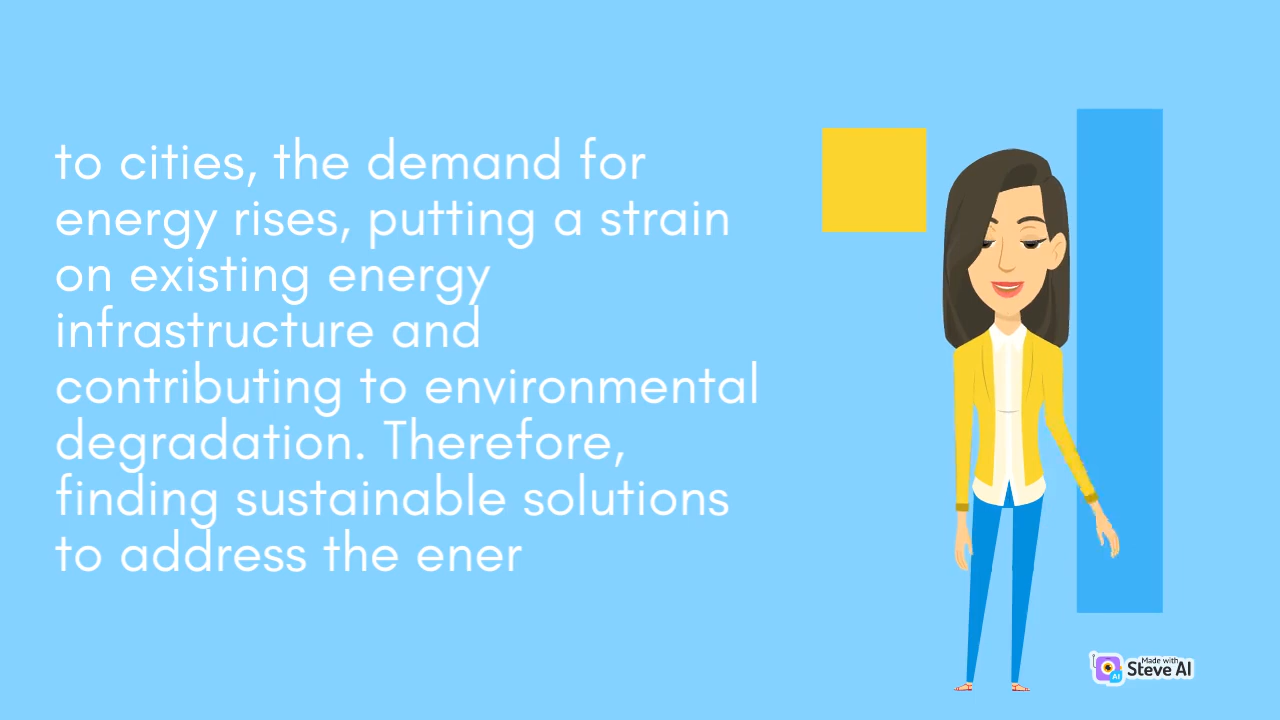 to cities, the demand for
energy rises, putting a strain
on existing energy
infrastructure and
contributing to environmental
degradation. Therefore,
finding sustainable solutions
to address the ener
Made with
Steve AI
AI